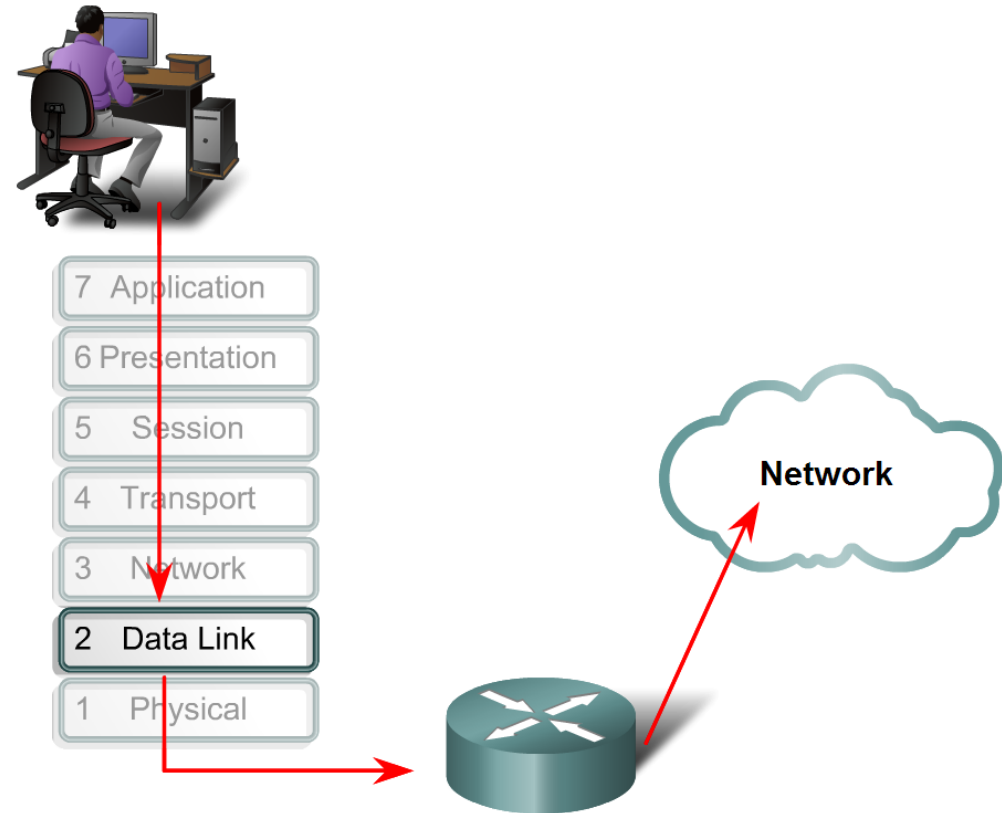 7 Application
6 Presentation
5 Session
4 Transport
3 Network
2 Data Link
1 Physical
Network